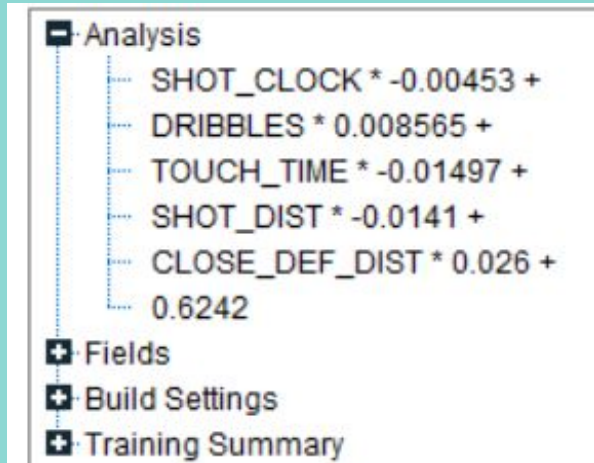 Analysis
SHOT_CLOCK * -0.00453 +
DRIBBLES * 0.008565 +
TOUCH_TIME * -0.01497 +
SHOT_DIST * -0.0141 +
CLOSE_DEF_DIST * 0.026 +
0.6242
Fields
Build Settings
Training Summary